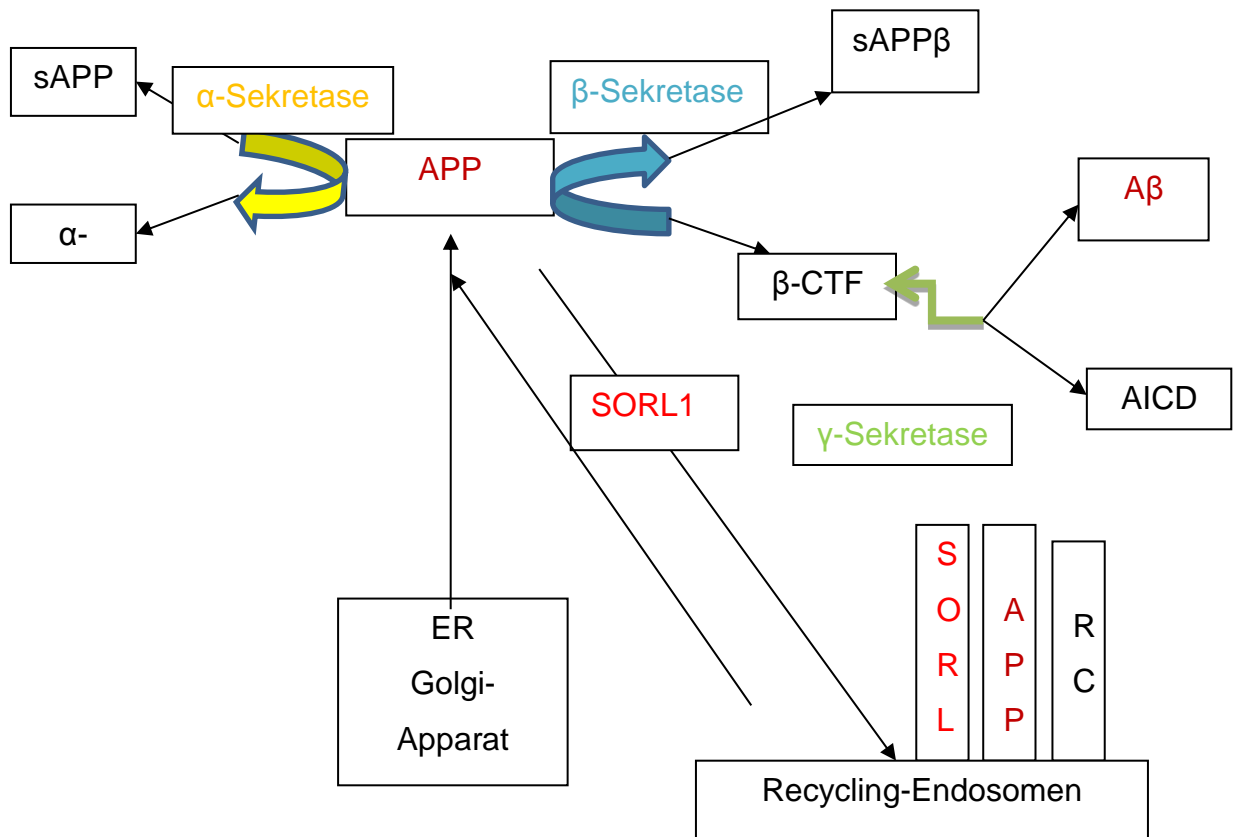 sAPPβ
sAPP
α-Sekretase
β-Sekretase
APP
Aβ
α-
β-CTF
SORL1
AICD
γ-Sekretase
S
O
R
L
A
P
P
R
C
ER
Golgi-
Apparat
Recycling-Endosomen